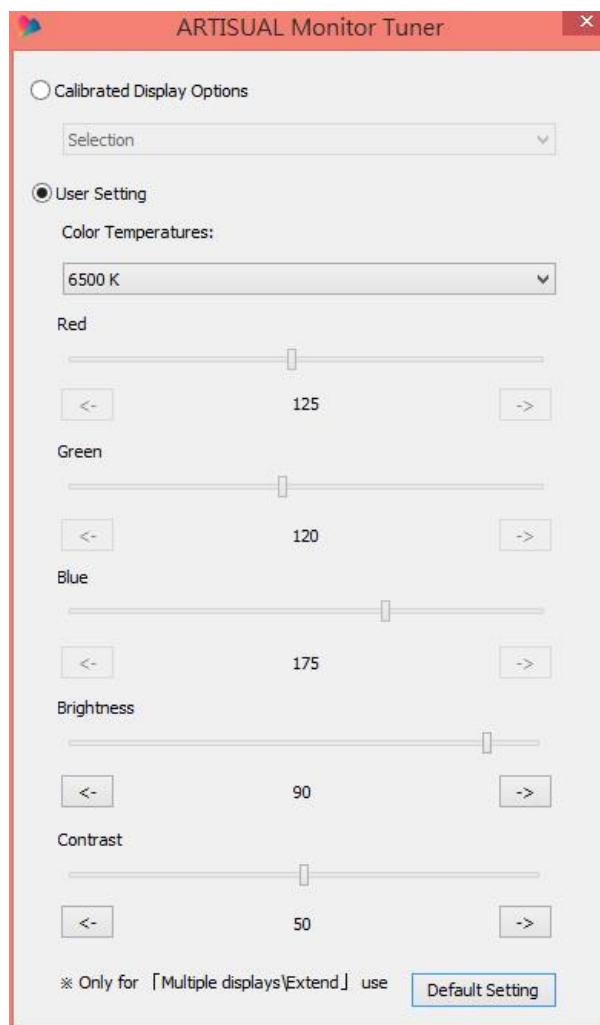 ARTISUAL Monitor Tuner
Calibrated Display Options
Selection
User Setting
Color Temperatures:
6500 K
Red
<- 125 ->
Green
<- 120 ->
Blue
<- 175 ->
Brightness
<- 90 ->
Contrast
<- 50 ->
※ Only for「Multiple displays\Extend」use Default Setting